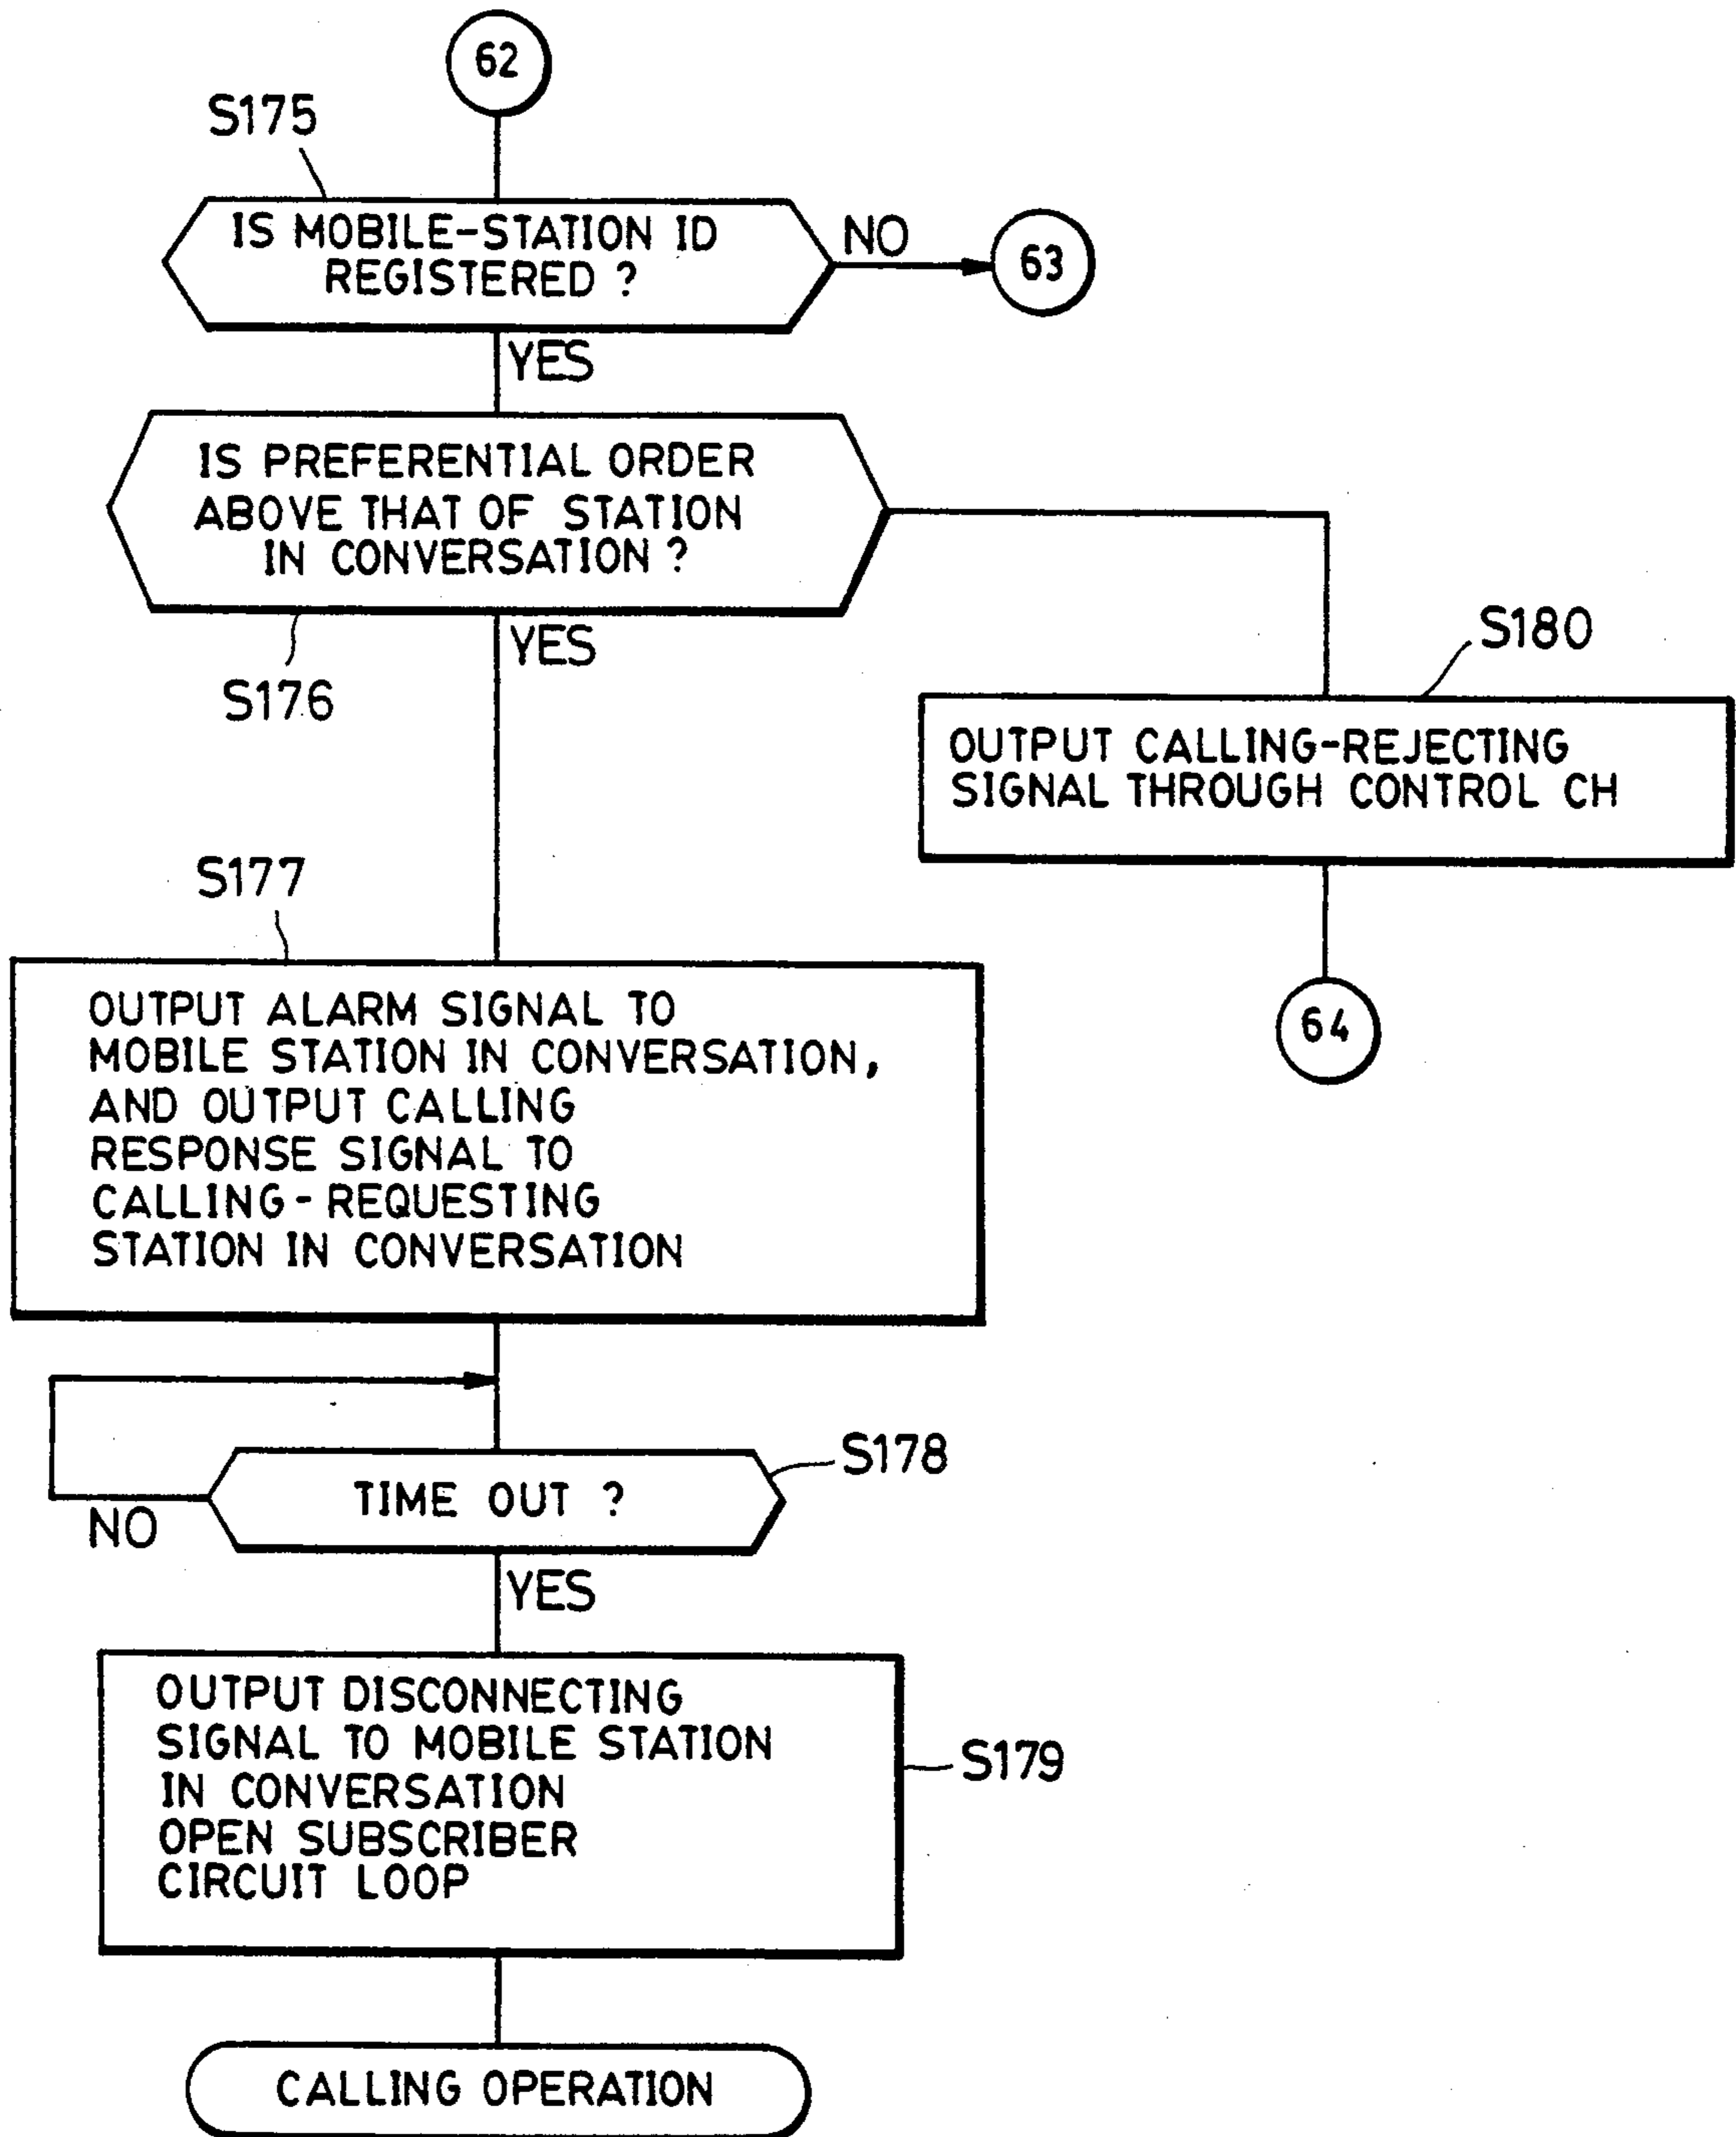 62
S175
IS MOBILE-STATION ID
REGISTERED ?
NO
63
YES
IS PREFERENTIAL ORDER
ABOVE THAT OF STATION
IN CONVERSATION ?
YES
S176
S180
OUTPUT CALLING-REJECTING
SIGNAL THROUGH CONTROL CH
64
S177
OUTPUT ALARM SIGNAL TO
MOBILE STATION IN CONVERSATION,
AND OUTPUT CALLING
RESPONSE SIGNAL TO
CALLING-REQUESTING
STATION IN CONVERSATION
TIME OUT ?
S178
NO
YES
OUTPUT DISCONNECTING
SIGNAL TO MOBILE STATION
IN CONVERSATION
OPEN SUBSCRIBER
CIRCUIT LOOP
S179
CALLING OPERATION